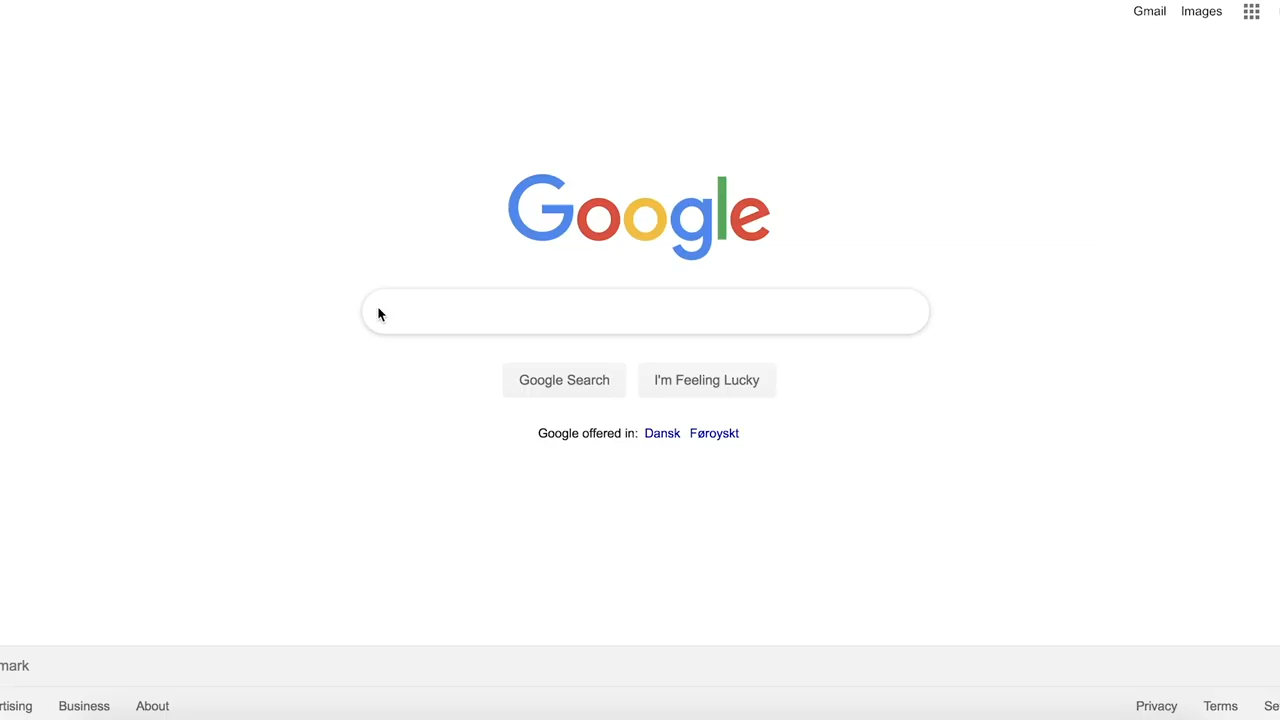 Gmail Images
Google
Google Search I'm Feeling Lucky
Google offered in: Dansk Føroyskt
mark
rtising Business About Privacy Terms Se